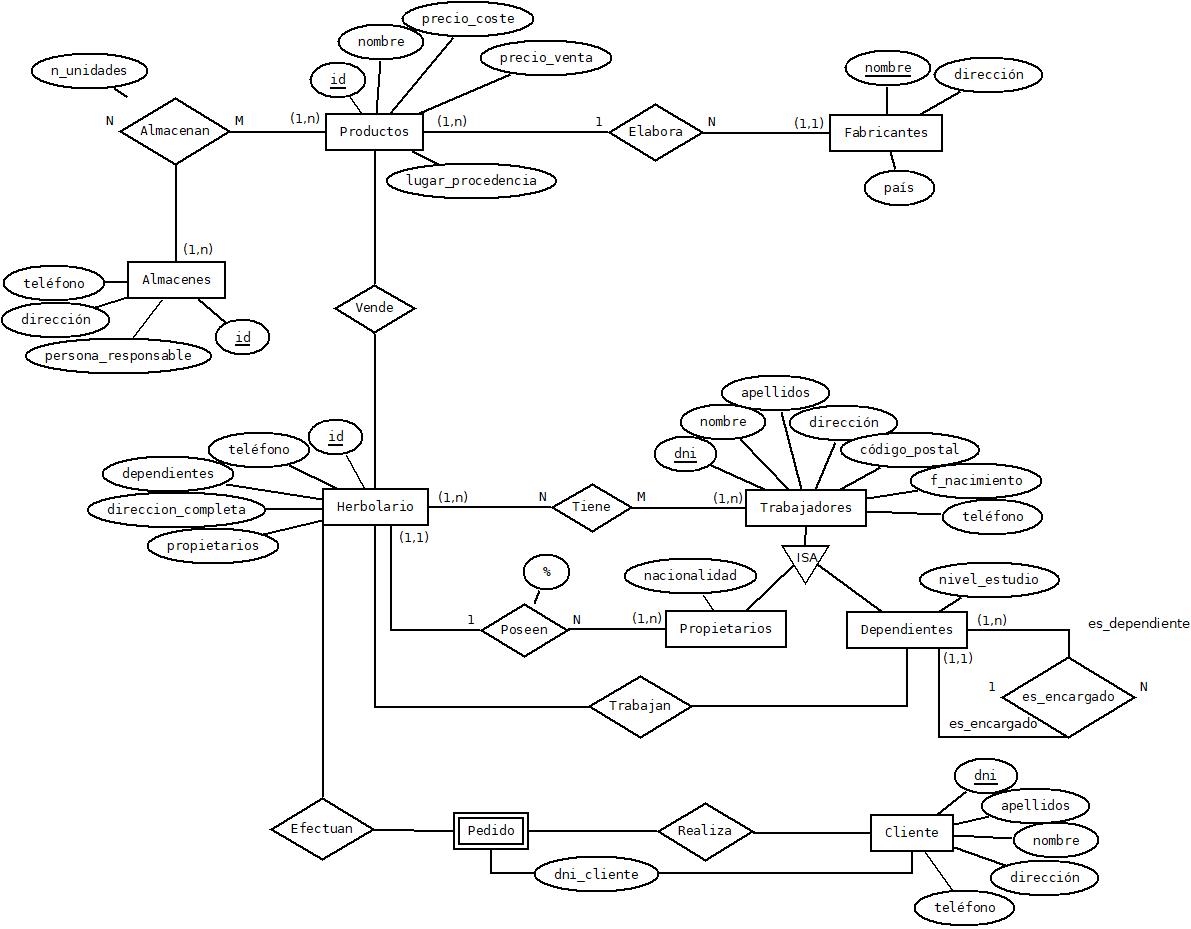 precio_coste
nombre
precio_venta
n_unidades
id
nombre
dirección
N
Almacenan
M
(1,n)
Productos
(1,n)
1
Elabora
N
(1,1)
Fabricantes
lugar_procedencia
país
(1,n)
teléfono
Almacenes
dirección
id
persona_responsable
Vende
apellidos
nombre
dirección
id
teléfono
dni
código_postal
dependientes
f_nacimiento
direccion_completa
Herbolario
(1,n)
N
Tiene
M
(1,n)
Trabajadores
teléfono
propietarios
(1,1)
ISA
%
nacionalidad
nivel_estudio
1
Poseen
N
(1,n)
Propietarios
Dependientes
(1,n)
es_dependiente
(1,1)
1
es_encargado
N
Trabajan
es_encargado
dni
apellidos
Efectuan
Pedido
Realiza
Cliente
nombre
dni_cliente
dirección
teléfono